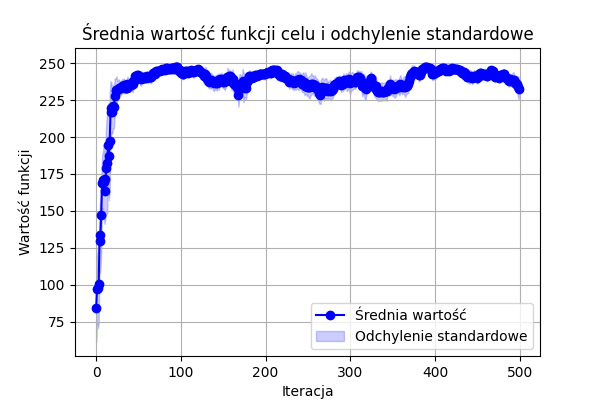 Średnia wartość funkcji celu i odchylenie standardowe
Wartość funkcji
250
225
200
175
150
125
100
75
0 100 200 300 400 500
Iteracja
Średnia wartość
Odchylenie standardowe